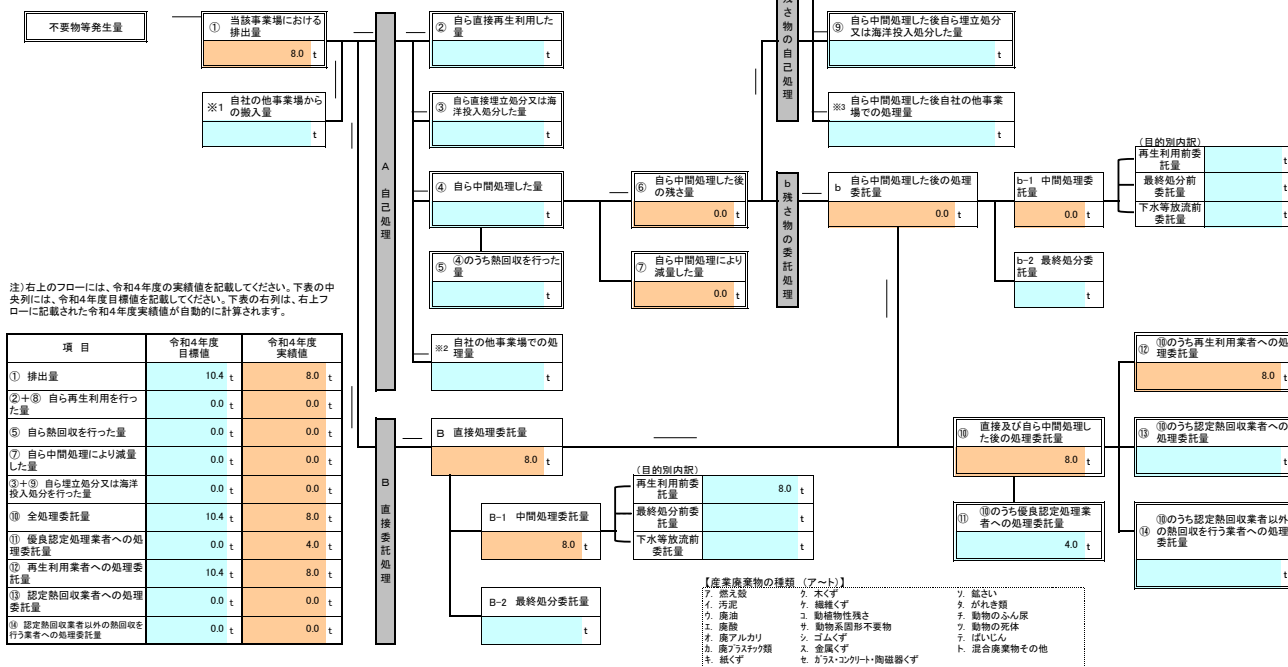 不要物等発生量
① 当該事業場における
排出量
8.0 t
※1 自社の他事業場から
の搬入量
t
A 自己処理
② 自ら直接再生利用した
量
t
③ 自ら直接埋立処分又は海
洋投入処分した量
t
④ 自ら中間処理した量
t
⑤ ④のうち熱回収を行った
量
t
※2 自社の他事業場での処
理量
t
⑥ 自ら中間処理した後
の残さ量
0.0 t
⑦ 自ら中間処理により
減量した量
0.0 t
残さ物の自己処理
⑨ 自ら中間処理した後自ら埋立処分
又は海洋投入処分した量
t
※3 自ら中間処理した後自社の他事業
場での処理量
t
b 残さ物の委託処理
b 自ら中間処理した後の処理
委託量
0.0 t
b-1 中間処理委
託量
0.0 t
(目的別内訳)
再生利用前委
託量
t
最終処分前
委託量
t
下水等放流前
委託量
t
b-2 最終処分委
託量
t
注)右上のフローには、令和4年度の実績値を記載してください。下表の中
央列には、令和4年度目標値を記載してください。下表の右列は、右上フ
ローに記載された令和4年度実績値が自動的に計算されます。
項 目 令和4年度
目標値 令和4年度
実績値
① 排出量 10.4 t 8.0 t
②+⑧ 自ら再生利用を行っ
た量 0.0 t 0.0 t
⑤ 自ら熱回収を行った量 0.0 t 0.0 t
⑦ 自ら中間処理により減量
した量 0.0 t 0.0 t
③+⑨ 自ら埋立処分又は海洋
投入処分を行った量 0.0 t 0.0 t
⑩ 全処理委託量 10.4 t 8.0 t
⑪ 優良認定処理業者への処
理委託量 0.0 t 4.0 t
⑫ 再生利用業者への処理委
託量 10.4 t 8.0 t
⑬ 認定熱回収業者への処理
委託量 0.0 t 0.0 t
⑭ 認定熱回収業者以外の熱回収を
行う業者への処理委託量 0.0 t 0.0 t
B 直接委託処理
B 直接処理委託量
8.0 t
B-1 中間処理委託量
8.0 t
(目的別内訳)
再生利用前委
託量
8.0 t
最終処分前委
託量
t
下水等放流前
委託量
t
B-2 最終処分委託量
t
⑩ 直接及び自ら中間処理し
た後の処理委託量
8.0 t
⑪ ⑩のうち優良認定処理業
者への処理委託量
4.0 t
⑫ ⑩のうち再生利用業者への処
理委託量
8.0 t
⑬ ⑩のうち認定熱回収業者への
処理委託量
t
⑭ ⑩のうち認定熱回収業者以外
の熱回収を行う業者への処理
委託量
t
【産業廃棄物の種類 (ア～ト)】
ア. 燃え殻 ク. 木くず ソ. 鉱さい
イ. 汚泥 ケ. 繊維くず タ. がれき類
ウ. 廃油 コ. 動植物性残さ チ. 動物のふん尿
エ. 廃酸 サ. 動物系固形不要物 ツ. 動物の死体
オ. 廃アルカリ シ. ゴムくず テ. ばいじん
カ. 廃プラスチック類 ス. 金属くず ト. 混合廃棄物その他
キ. 紙くず セ. ガラス・コンクリート・陶磁器くず